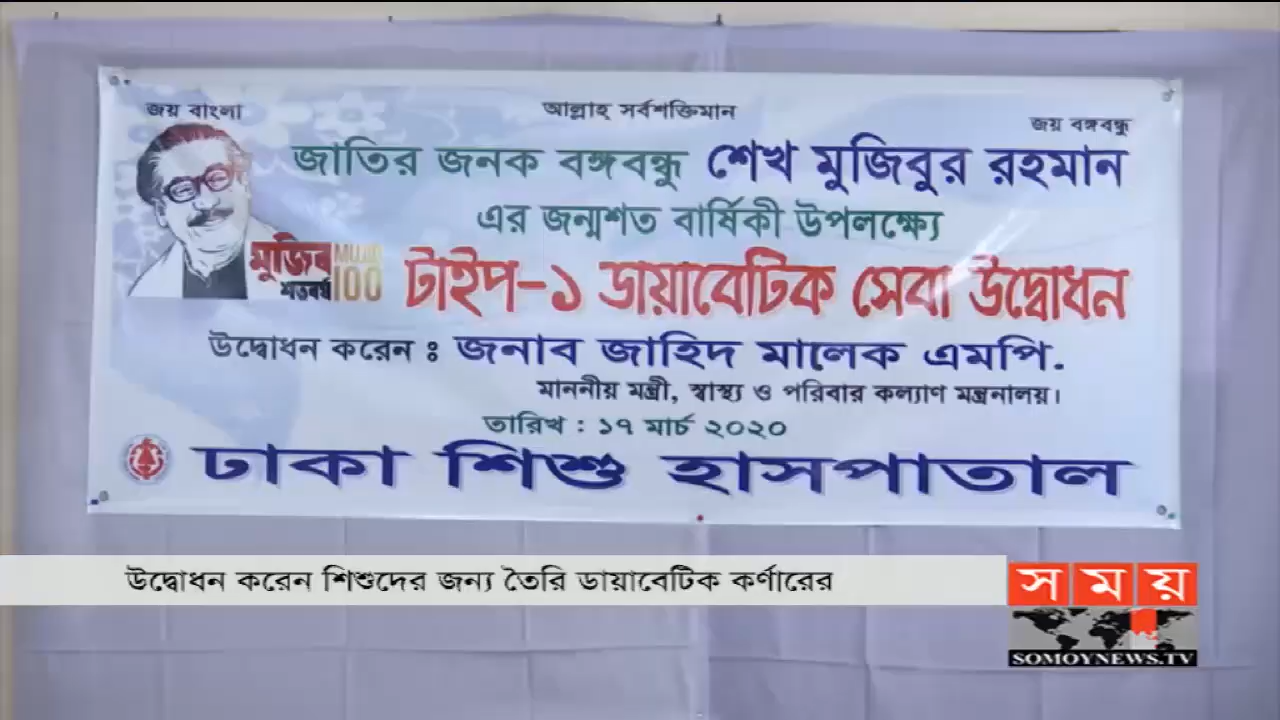 জয় বাংলা
আল্লাহ সর্বশক্তিমান
জয় বঙ্গবন্ধু
জাতির জনক বঙ্গবন্ধু শেখ মুজিবুর রহমান
এর জন্মশত বার্ষিকী উপলক্ষ্যে
মুজিব MUJIB
শতবর্ষ 100
টাইপ-১ ডায়াবেটিক সেবা উদ্বোধন
উদ্বোধন করেন ঃ জনাব জাহিদ মালেক এমপি.
মাননীয় মন্ত্রী, স্বাস্থ্য ও পরিবার কল্যাণ মন্ত্রনালয়।
তারিখ : ১৭ মার্চ ২০২০
ঢাকা শিশু হাসপাতাল
উদ্বোধন করেন শিশুদের জন্য তৈরি ডায়াবেটিক কর্ণারের
সময়
SOMOYNEWS.TV